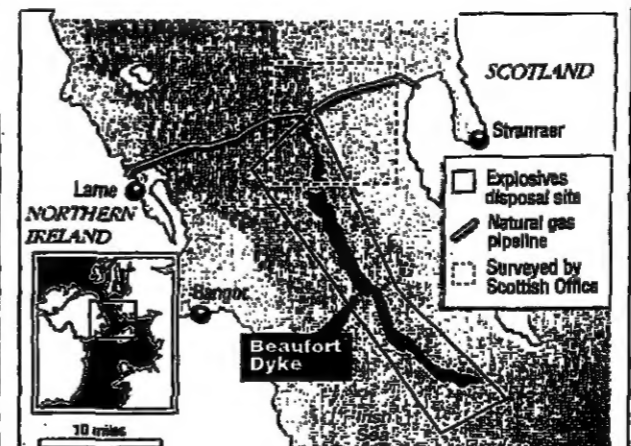 SCOTLAND
Stranraer
Larne
NORTHERN
IRELAND
Explosives
disposal site
Natural gas
pipeline
Surveyed by
Scottish Office
Bangor
Beaufort
Dyke
10 miles